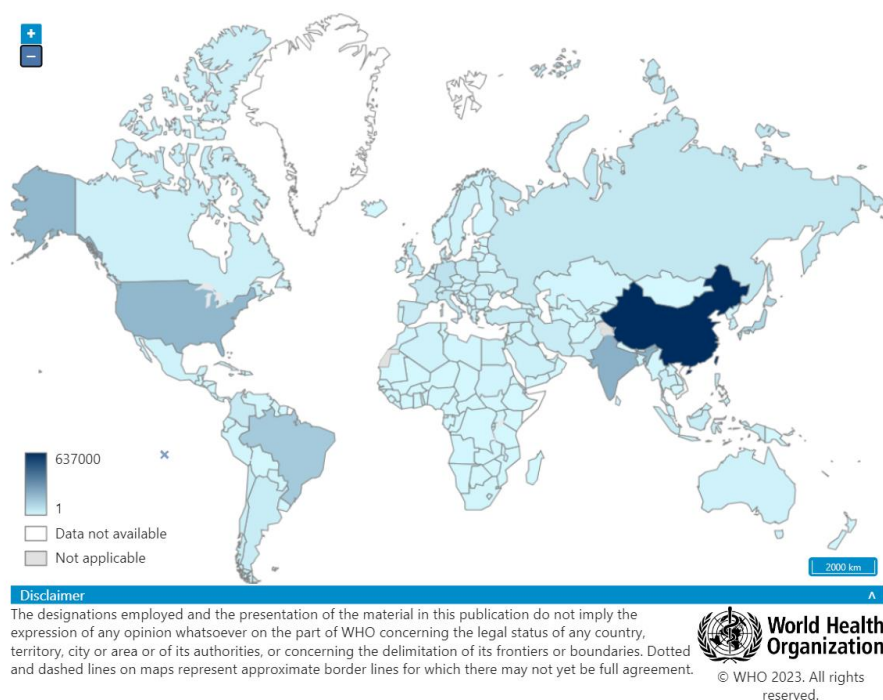 +
−
637000
1
Data not available
Not applicable
2000 km
Disclaimer
The designations employed and the presentation of the material in this publication do not imply the
expression of any opinion whatsoever on the part of WHO concerning the legal status of any country,
territory, city or area or of its authorities, or concerning the delimitation of its frontiers or boundaries. Dotted
and dashed lines on maps represent approximate border lines for which there may not yet be full agreement.
World Health
Organization
© WHO 2023. All rights
reserved.